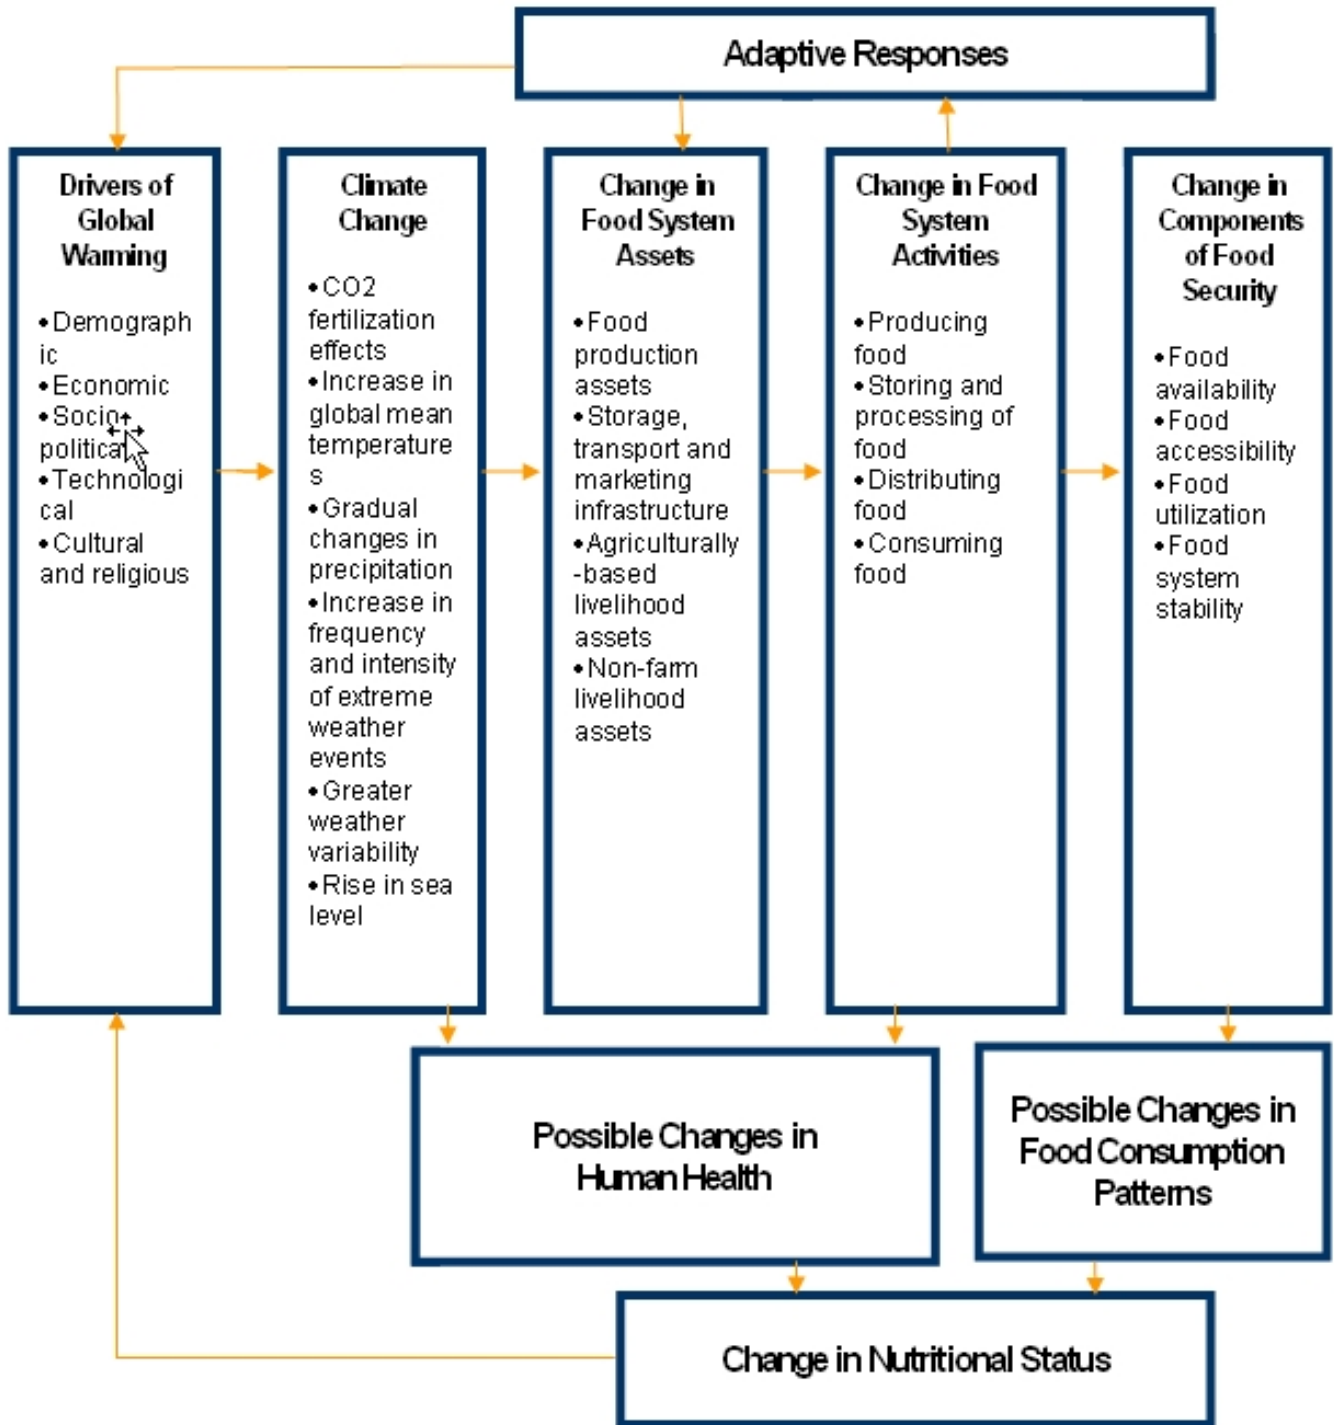 Adaptive Responses
Drivers of
Global
Warming
•Demograph
ic
•Economic
•Socio-
political
•Technologi
cal
•Cultural
and religious
Climate
Change
•CO2
fertilization
effects
•Increase in
global mean
temperature
s
•Gradual
changes in
precipitation
•Increase in
frequency
and intensity
of extreme
weather
events
•Greater
weather
variability
•Rise in sea
level
Change in
Food System
Assets
•Food
production
assets
•Storage,
transport and
marketing
infrastructure
•Agriculturally
-based
livelihood
assets
•Non-farm
livelihood
assets
Change in Food
System
Activities
•Producing
food
•Storing and
processing of
food
•Distributing
food
•Consuming
food
Change in
Components
of Food
Security
•Food
availability
•Food
accessibility
•Food
utilization
•Food
system
stability
Possible Changes in
Human Health
Possible Changes in
Food Consumption
Patterns
Change in Nutritional Status